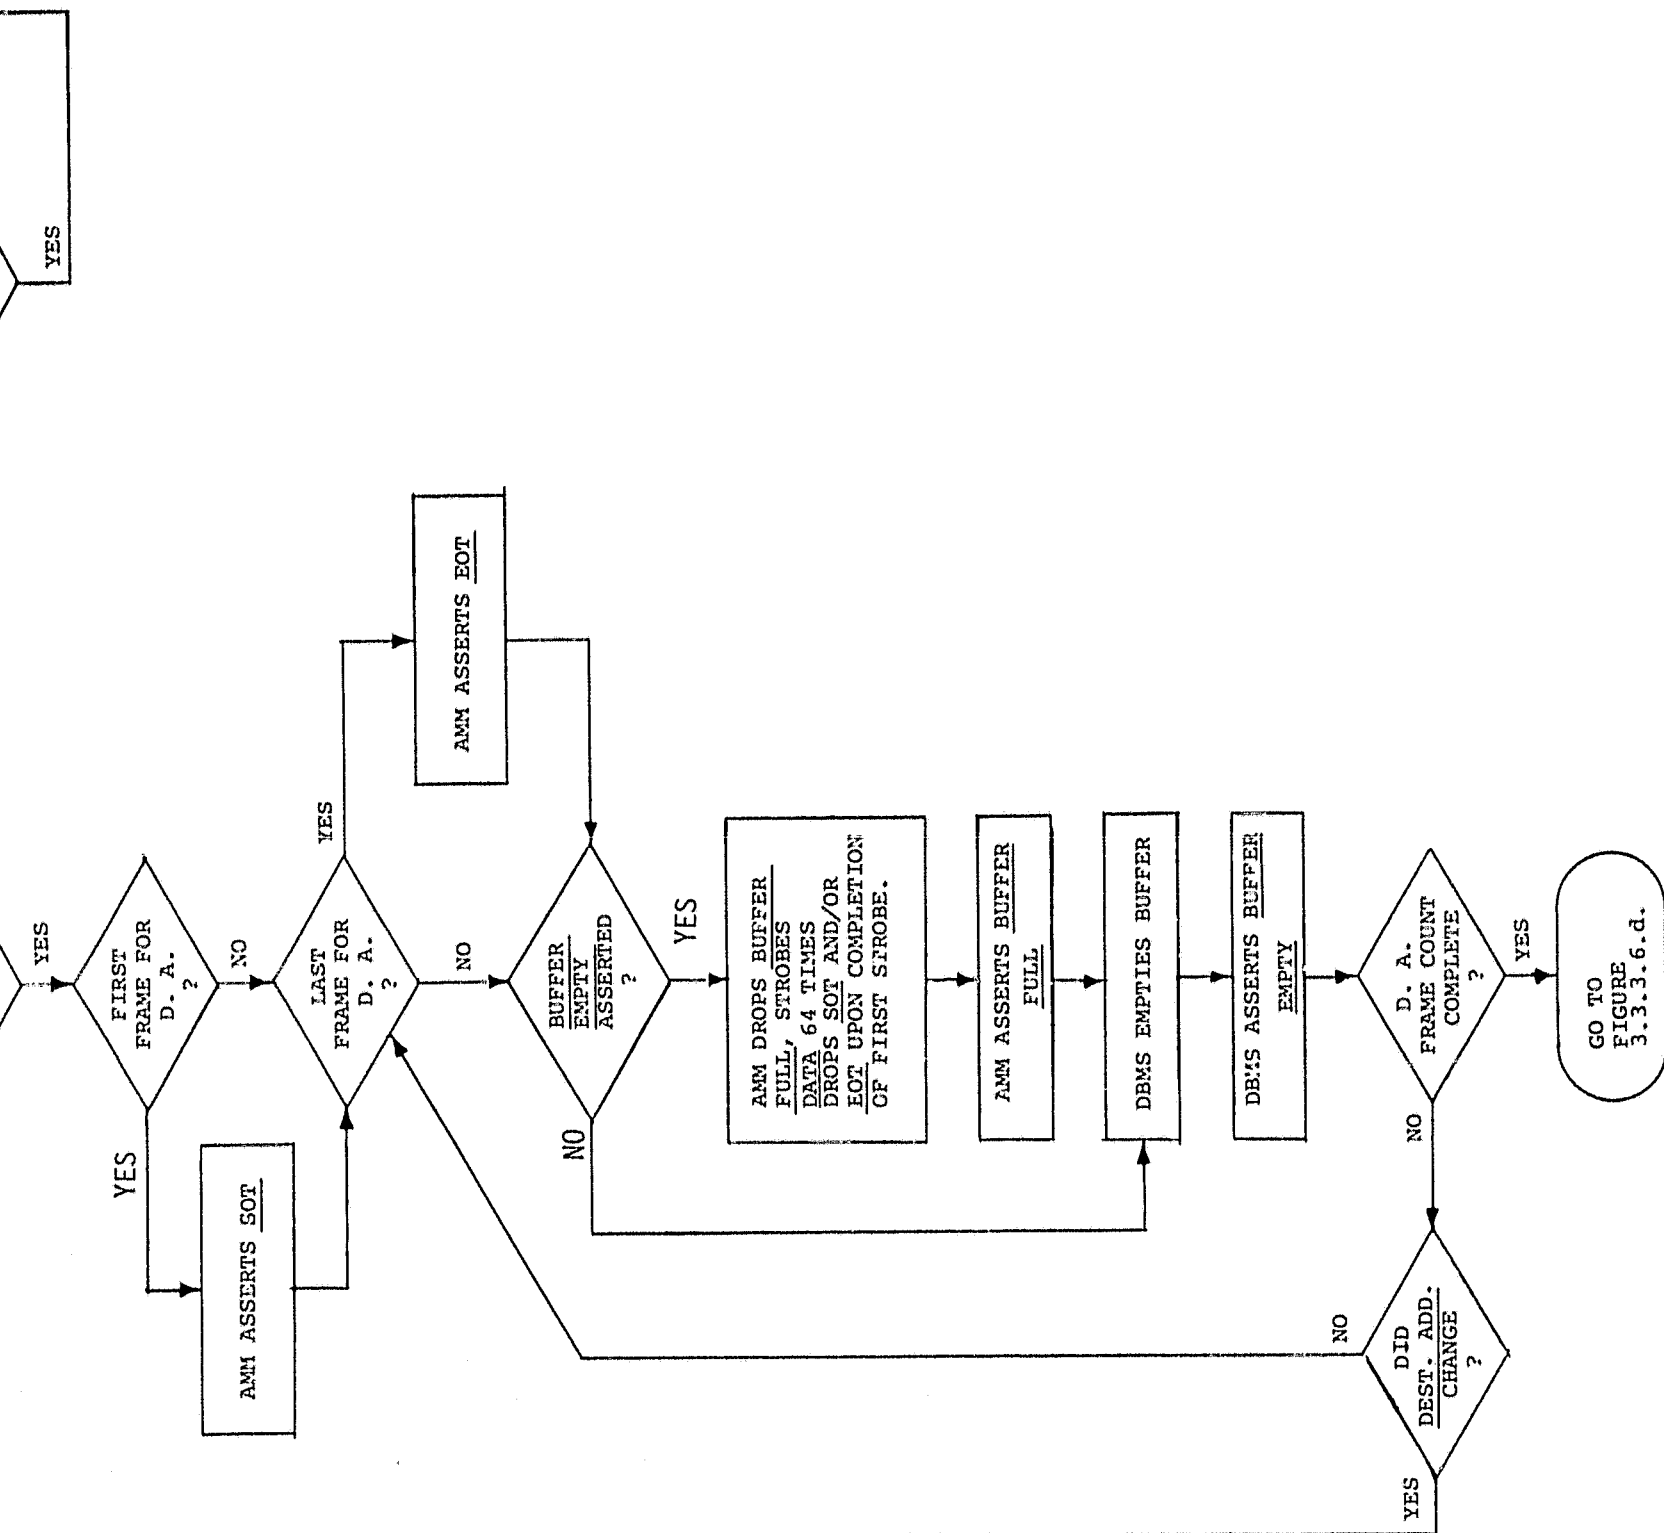 YES
YES
FIRST
FRAME FOR
D. A.
?
YES
NO
AMM ASSERTS SOT
LAST
FRAME FOR
D. A.
?
YES
NO
AMM ASSERTS EOT
BUFFER
EMPTY
ASSERTED
?
NO
YES
AMM DROPS BUFFER
FULL, STROBES
DATA 64 TIMES
DROPS SOT AND/OR
EOT UPON COMPLETION
OF FIRST STROBE.
AMM ASSERTS BUFFER
FULL
DBMS EMPTIES BUFFER
DBMS ASSERTS BUFFER
EMPTY
D. A.
FRAME COUNT
COMPLETE
?
NO
YES
DID
DEST. ADD.
CHANGE
?
NO
YES
GO TO
FIGURE
3.3.3.6.d.